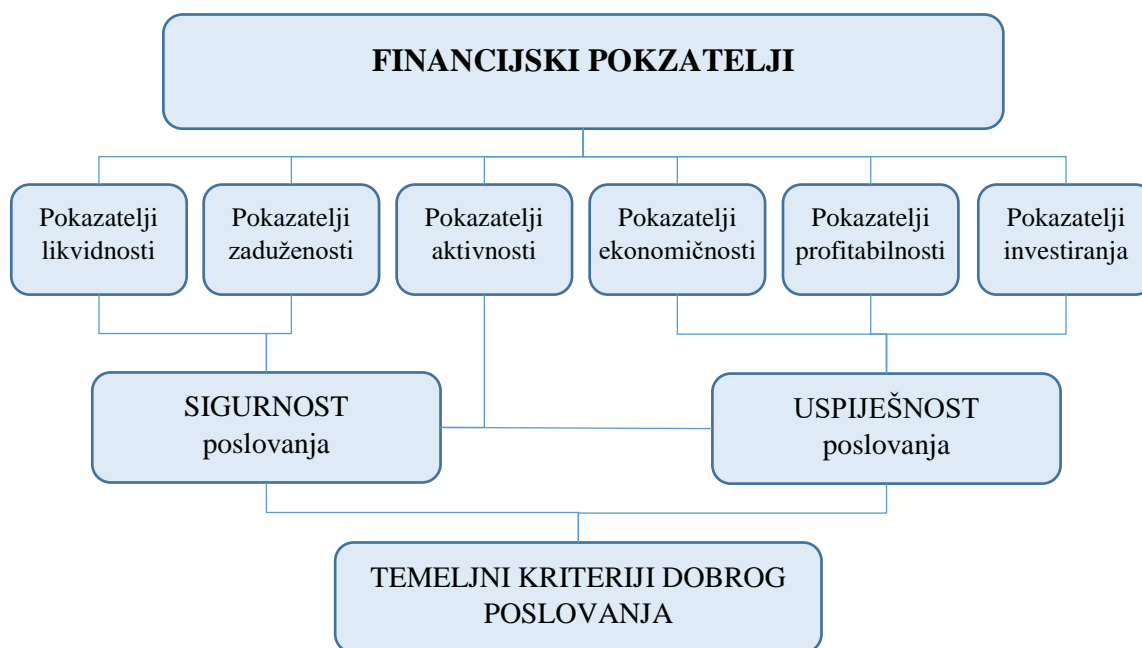 FINANCIJSKI POKZATELJI
Pokazatelji
likvidnosti
Pokazatelji
zaduženosti
Pokazatelji
aktivnosti
Pokazatelji
ekonomičnosti
Pokazatelji
profitabilnosti
Pokazatelji
investiranja
SIGURNOST
poslovanja
USPIJEŠNOST
poslovanja
TEMELJNI KRITERIJI DOBROG
POSLOVANJA